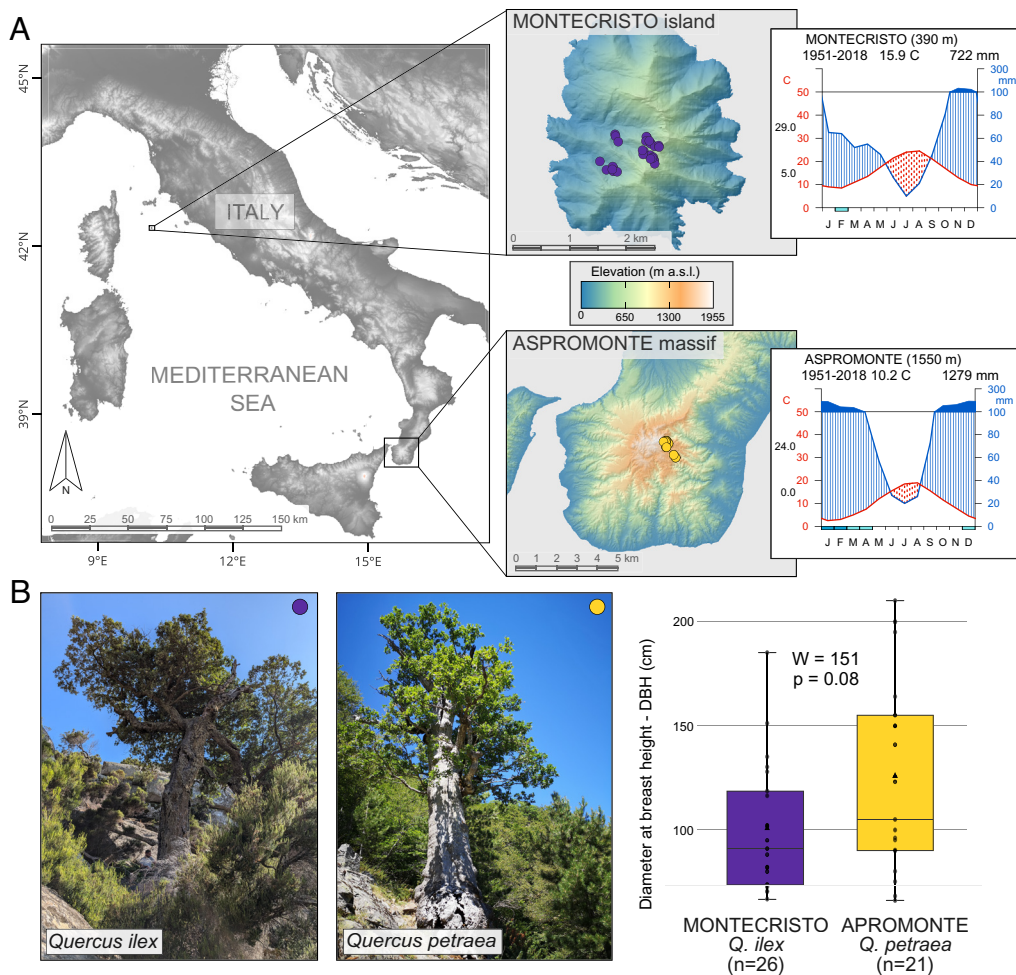 A
45°N
42°N
39°N
9°E
12°E
15°E
ITALY
MEDITERRANEAN
SEA
N
0 25 50 75 100 125 150 km
MONTECRISTO island
0 1 2 km
MONTECRISTO (390 m)
1951-2018 15.9 C 722 mm
C
300
mm
50
40
30
20
10
0
29.0
5.0
100
80
60
40
20
0
J F M A M J J A S O N D
Elevation (m a.s.l.)
0 650 1300 1955
ASPROMONTE massif
0 1 2 3 4 5 km
ASPROMONTE (1550 m)
1951-2018 10.2 C 1279 mm
C
300
mm
50
40
30
20
10
0
24.0
0.0
100
80
60
40
20
0
J F M A M J J A S O N D
B
Quercus ilex
Quercus petraea
Diameter at breast height - DBH (cm)
200
150
100
W = 151
p = 0.08
MONTECRISTO
Q. ilex
(n=26)
APROMONTE
Q. petraea
(n=21)